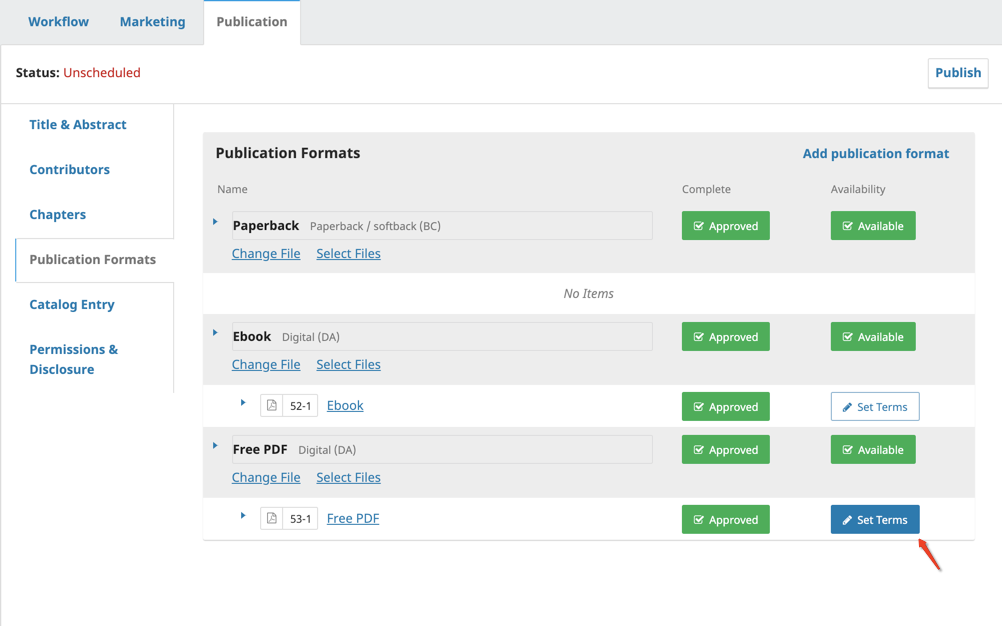 Workflow Marketing Publication
Status: Unscheduled Publish
Title & Abstract
Contributors
Chapters
Publication Formats
Catalog Entry
Permissions &
Disclosure
Publication Formats Add publication format
Name Complete Availability
Paperback Paperback / softback (BC) Approved Available
Change File Select Files
No Items
Ebook Digital (DA) Approved Available
Change File Select Files
52-1 Ebook Approved Set Terms
Free PDF Digital (DA) Approved Available
Change File Select Files
53-1 Free PDF Approved Set Terms